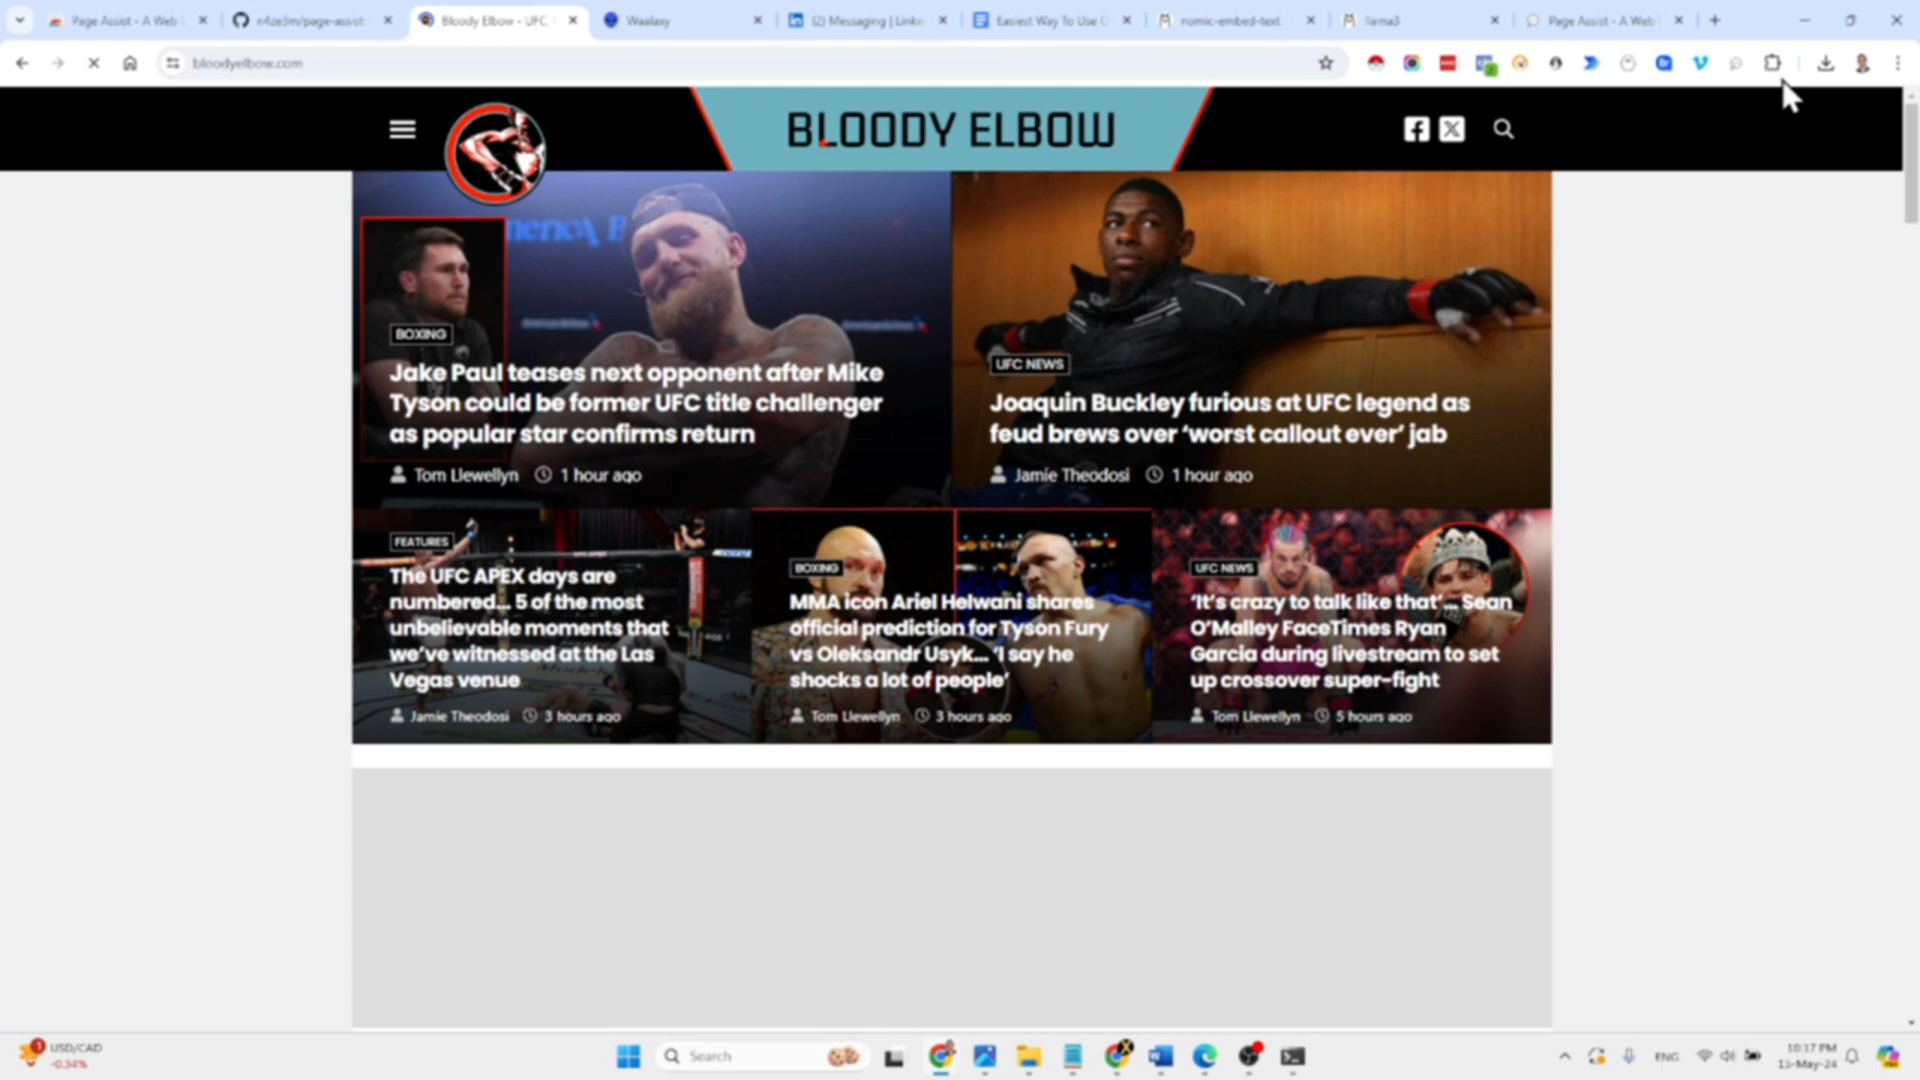 Page Assist - A Web
n4ze3m/page-assist
Bloody Elbow - UFC,
Waalaxy
(2) Messaging | Linke
Easiest Way To Use O
nomic-embed-text
llama3
Page Assist - A Web
bloodyelbow.com
BLOODY ELBOW
BOXING
Jake Paul teases next opponent after Mike
Tyson could be former UFC title challenger
as popular star confirms return
Tom Llewellyn 1 hour ago
UFC NEWS
Joaquin Buckley furious at UFC legend as
feud brews over ‘worst callout ever’ jab
Jamie Theodosi 1 hour ago
FEATURES
The UFC APEX days are
numbered... 5 of the most
unbelievable moments that
we’ve witnessed at the Las
Vegas venue
Jamie Theodosi 3 hours ago
BOXING
MMA icon Ariel Helwani shares
official prediction for Tyson Fury
vs Oleksandr Usyk... ‘I say he
shocks a lot of people’
Tom Llewellyn 3 hours ago
UFC NEWS
‘It’s crazy to talk like that’... Sean
O’Malley FaceTimes Ryan
Garcia during livestream to set
up crossover super-fight
Tom Llewellyn 5 hours ago
USD/CAD
-0.34%
Search
ENG
10:17 PM
15-May-24